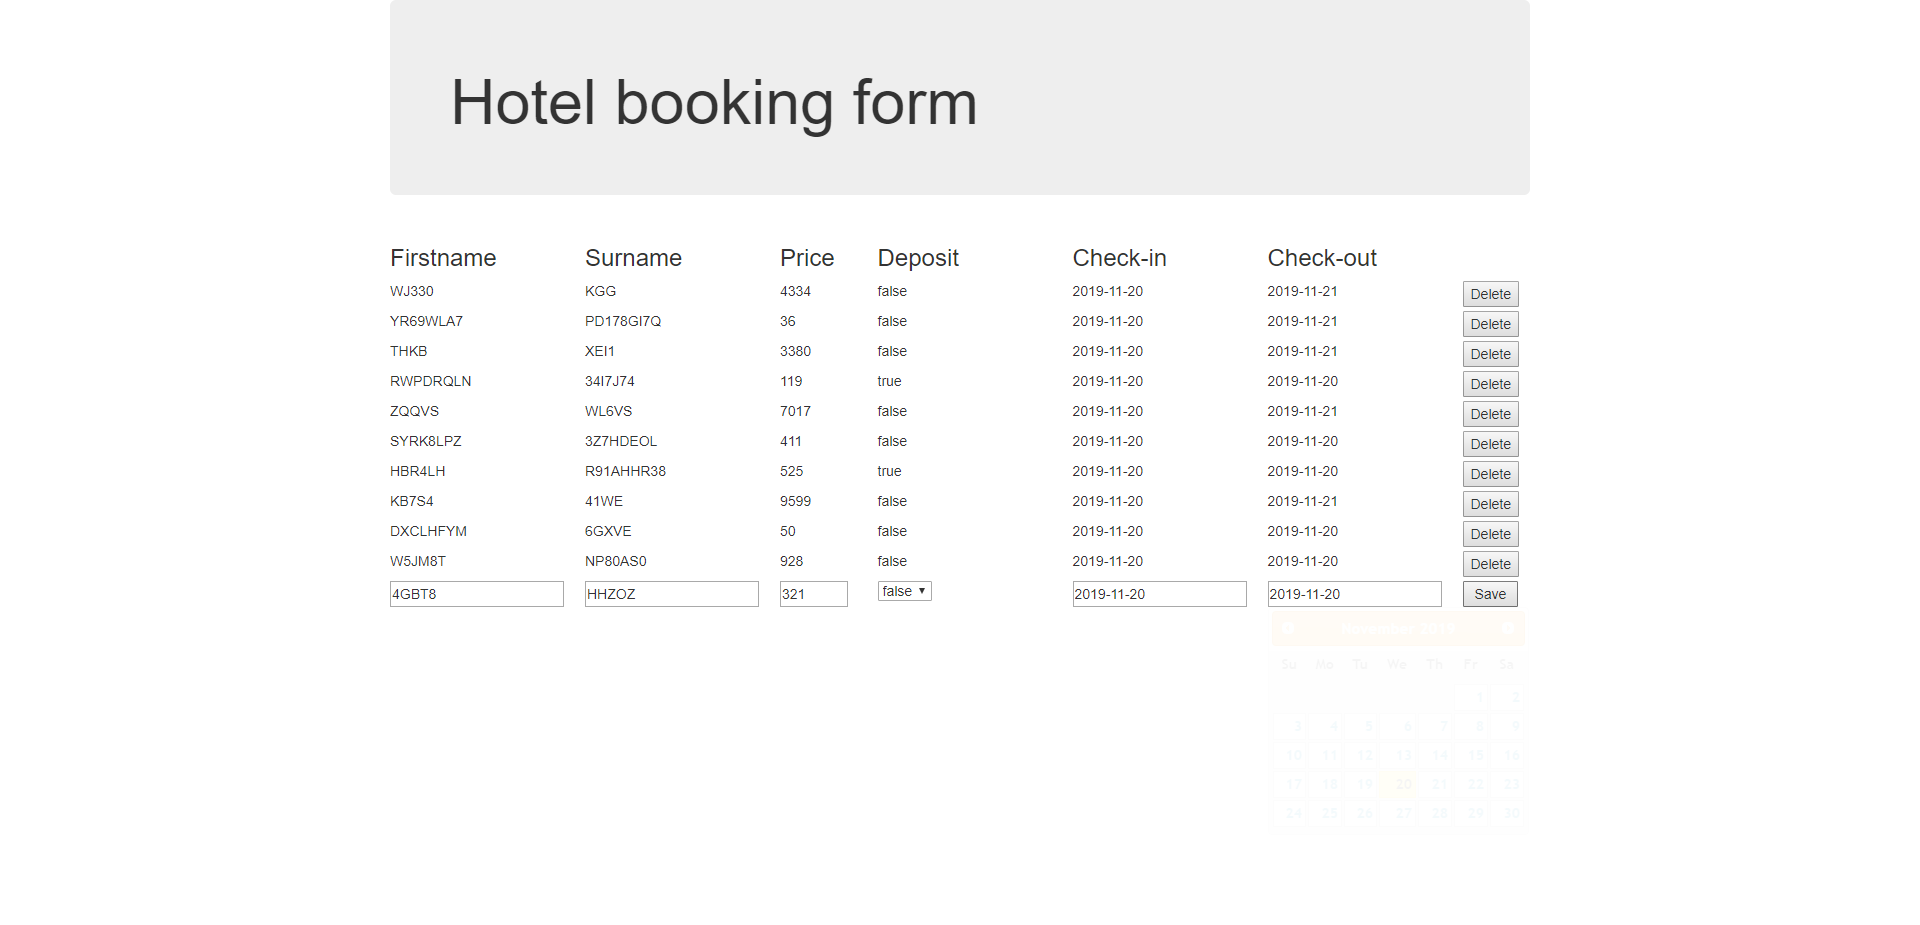 Hotel booking form
Firstname Surname Price Deposit Check-in Check-out
WJ330 KGG 4334 false 2019-11-20 2019-11-21 Delete
YR69WLA7 PD178GI7Q 36 false 2019-11-20 2019-11-21 Delete
THKB XEI1 3380 false 2019-11-20 2019-11-21 Delete
RWPDRQLN 34I7J74 119 true 2019-11-20 2019-11-20 Delete
ZQQVS WL6VS 7017 false 2019-11-20 2019-11-21 Delete
SYRK8LPZ 3Z7HDEOL 411 false 2019-11-20 2019-11-20 Delete
HBR4LH R91AHHR38 525 true 2019-11-20 2019-11-20 Delete
KB7S4 41WE 9599 false 2019-11-20 2019-11-21 Delete
DXCLHFYM 6GXVE 50 false 2019-11-20 2019-11-20 Delete
W5JM8T NP80AS0 928 false 2019-11-20 2019-11-20 Delete
4GBT8 HHZOZ 321 false 2019-11-20 2019-11-20 Save
November 2019
Su Mo Tu We Th Fr Sa
1 2
3 4 5 6 7 8 9
10 11 12 13 14 15 16
17 18 19 20 21 22 23
24 25 26 27 28 29 30